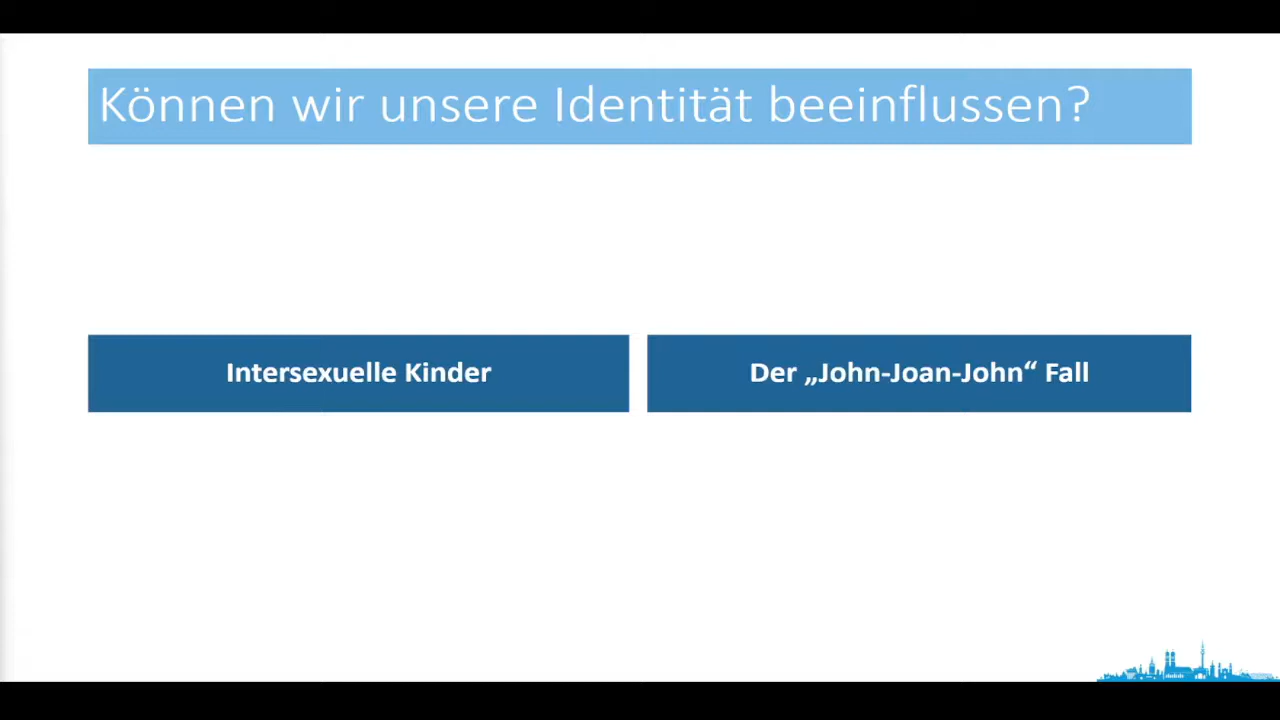 Können wir unsere Identität beeinflussen?
Intersexuelle Kinder
Der „John-Joan-John“ Fall